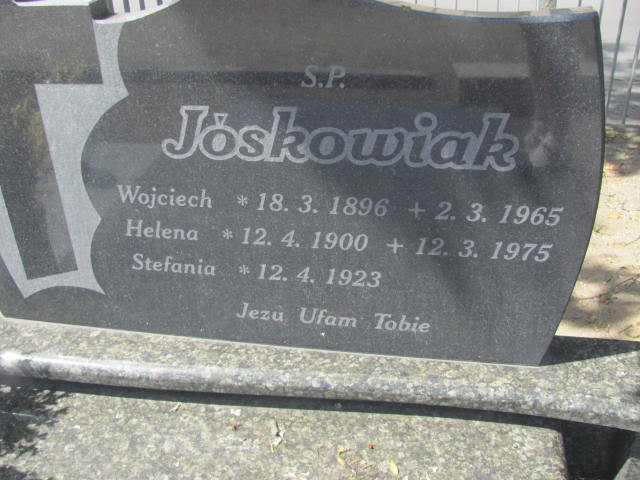 S.P.
Jóskowiak
Wojciech * 18. 3. 1896 + 2. 3. 1965
Helena * 12. 4. 1900 + 12. 3. 1975
Stefania * 12. 4. 1923
Jezu Ufam Tobie